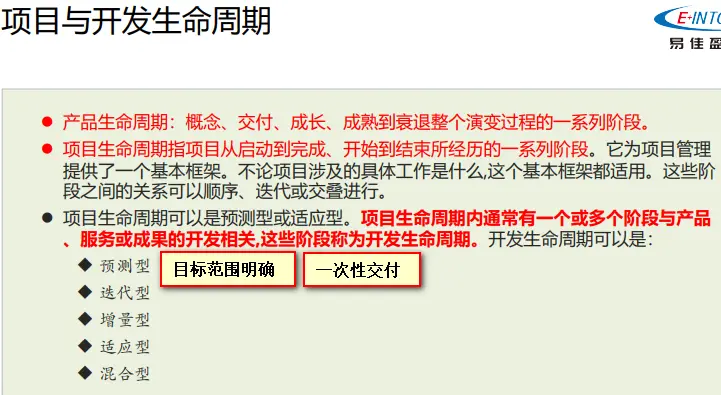 项目与开发生命周期
E-INTO
易佳盈
● 产品生命周期：概念、交付、成长、成熟到衰退整个演变过程的一系列阶段。
● 项目生命周期指项目从启动到完成、开始到结束所经历的一系列阶段。它为项目管理
提供了一个基本框架。不论项目涉及的具体工作是什么,这个基本框架都适用。这些阶
段之间的关系可以顺序、迭代或交叠进行。
● 项目生命周期可以是预测型或适应型。项目生命周期内通常有一个或多个阶段与产品
、服务或成果的开发相关,这些阶段称为开发生命周期。开发生命周期可以是：
◆ 预测型 目标范围明确 一次性交付
◆ 迭代型
◆ 增量型
◆ 适应型
◆ 混合型